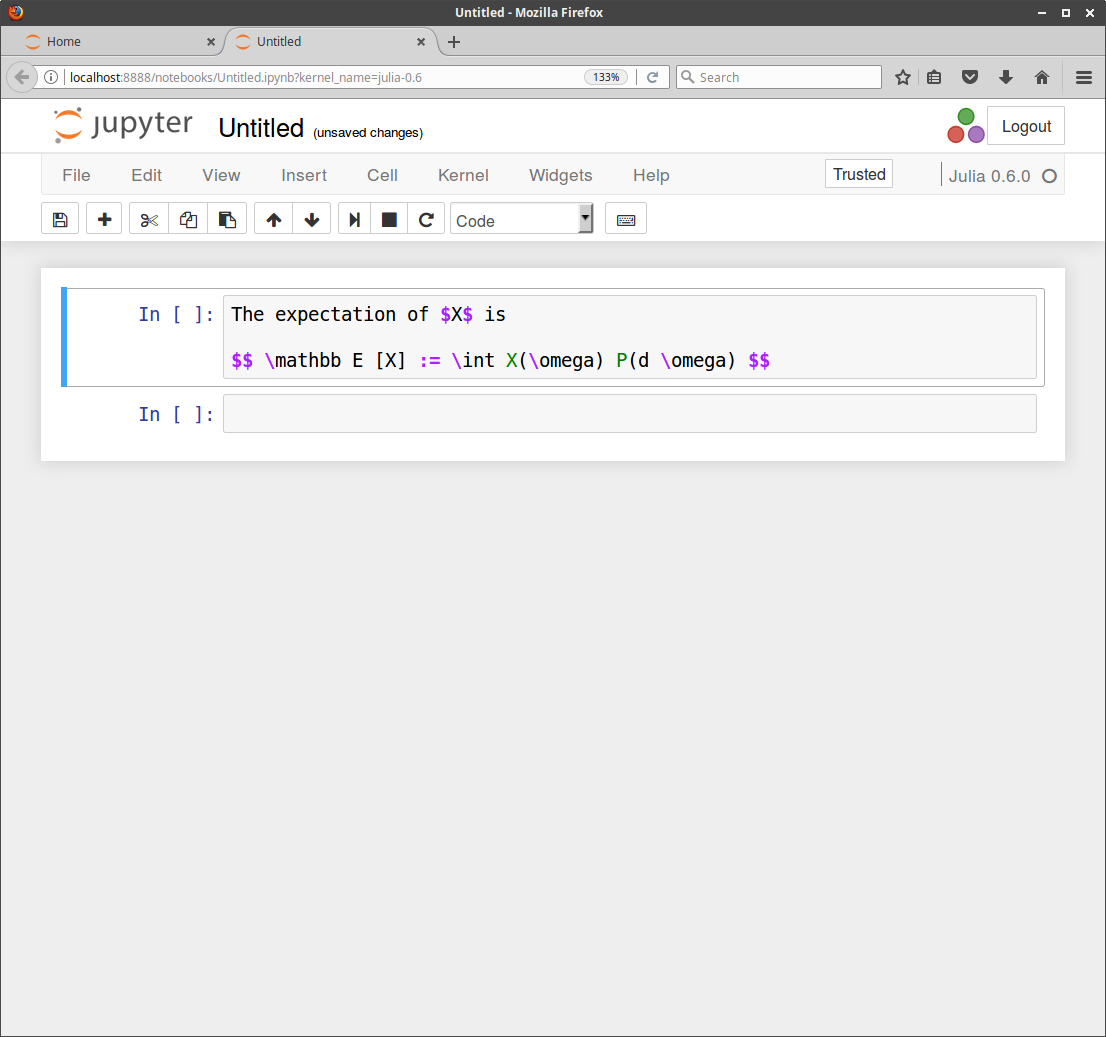 Untitled - Mozilla Firefox
Home Untitled
localhost:8888/notebooks/Untitled.ipynb?kernel_name=julia-0.6 133% Search
jupyter Untitled (unsaved changes) Logout
File Edit View Insert Cell Kernel Widgets Help Trusted Julia 0.6.0
Code
In [ ]: The expectation of $X$ is
$$ \mathbb E [X] := \int X(\omega) P(d \omega) $$
In [ ]: